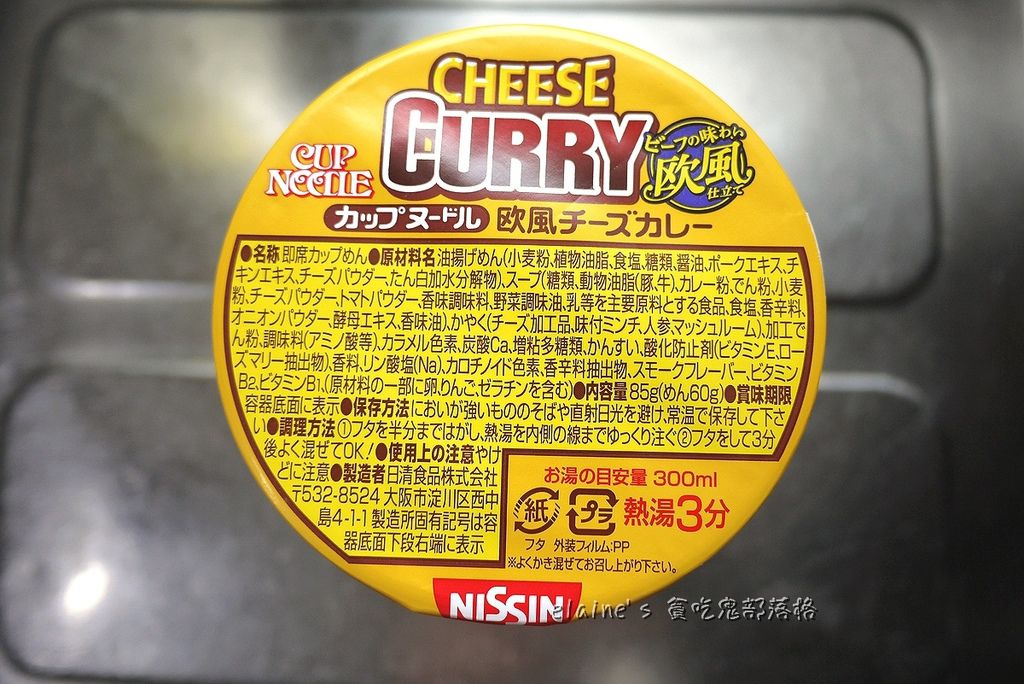 CHEESE
CURRY
CUP
NOODLE
ビーフの味わい
欧風
仕立て
カップヌードル 欧風チーズカレー
●名称 即席カップめん●原材料名 油揚げめん(小麦粉、植物油脂、食塩、糖類、醤油、ポークエキス、チ
キンエキス、チーズパウダー、たん白加水分解物)、スープ(糖類、動物油脂(豚、牛)、カレー粉、でん粉、小麦
粉、チーズパウダー、トマトパウダー、香味調味料、野菜調味油、乳等を主要原料とする食品、食塩、香辛料、
オニオンパウダー、酵母エキス、香味油)、かやく(チーズ加工品、味付ミンチ、人参、マッシュルーム)、加工で
ん粉、調味料(アミノ酸等)、カラメル色素、炭酸Ca、増粘多糖類、かんすい、酸化防止剤(ビタミンE、ロー
ズマリー抽出物)、香料、リン酸塩(Na)、カロチノイド色素、香辛料抽出物、スモークフレーバー、ビタミン
B2、ビタミンB1、(原材料の一部に卵、りんご、ゼラチンを含む)●内容量 85g(めん60g)●賞味期限
容器底面に表示●保存方法 においが強いもののそばや直射日光を避け、常温で保存して下さ
い●調理方法 ①フタを半分まではがし、熱湯を内側の線までゆっくり注ぐ②フタをして3分
後よく混ぜてOK!●使用上の注意 やけ
どに注意●製造者 日清食品株式会社
〒532-8524 大阪市淀川区西中
島4-1-1 製造所固有記号は容
器底面下段右端に表示
お湯の目安量 300ml
紙 プラ 熱湯3分
フタ 外装フィルム:PP
※よくかき混ぜてお召し上がり下さい。
NISSIN
elaine's 貪吃鬼部落格